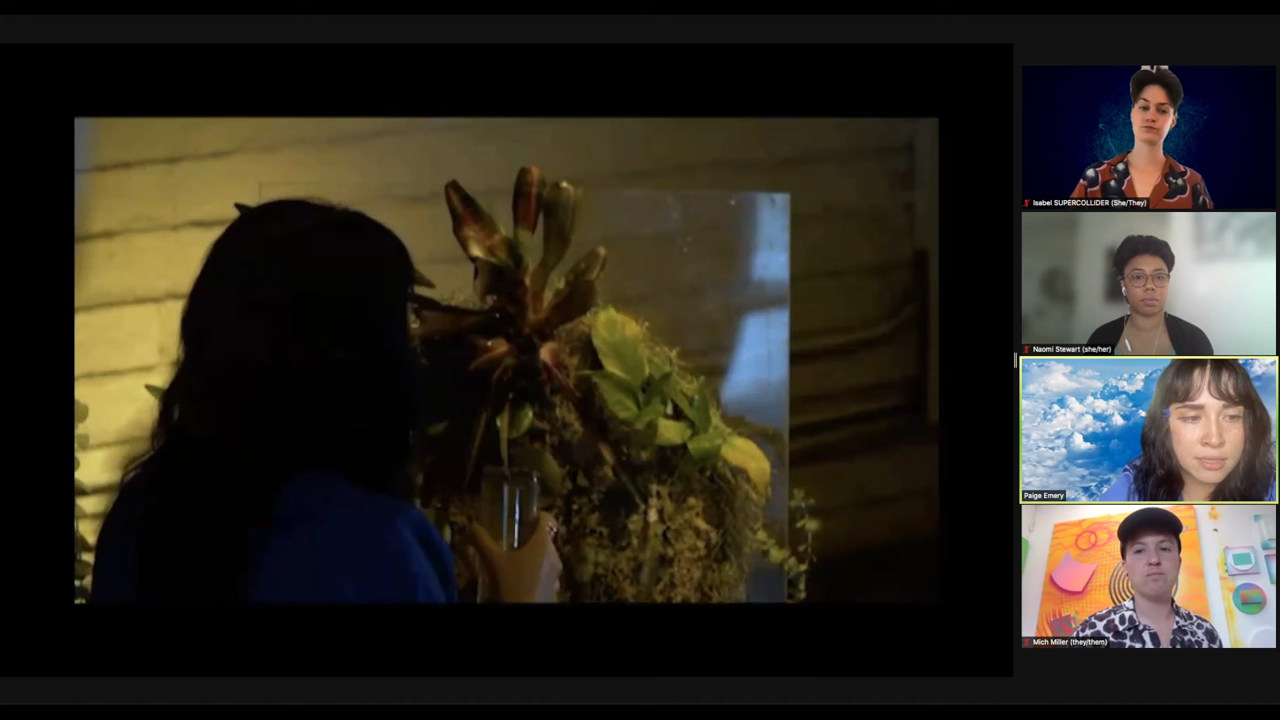 Isabel SUPERCOLLIDER (She/They)
Naomi Stewart (she/her)
Paige Emery
Mich Miller (they/them)